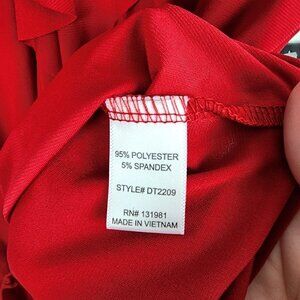 95% POLYESTER
5% SPANDEX
STYLE# DT2209
RN# 131981
MADE IN VIETNAM